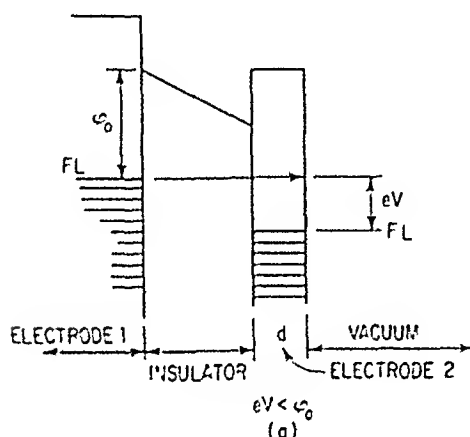 φ₀
FL
eV
FL
ELECTRODE 1
d
VACUUM
INSULATOR
ELECTRODE 2
eV < φ₀
(a)